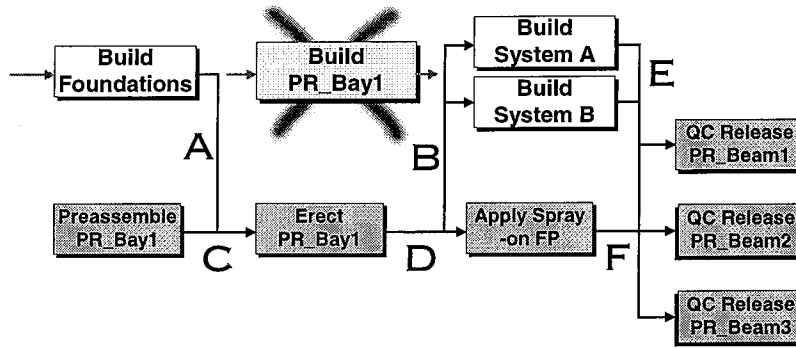 Build
Foundations
Build
PR_Bay1
Build
System A
Build
System B
A
B
E
QC Release
PR_Beam1
Preassemble
PR_Bay1
C
Erect
PR_Bay1
D
Apply Spray
-on FP
F
QC Release
PR_Beam2
QC Release
PR_Beam3